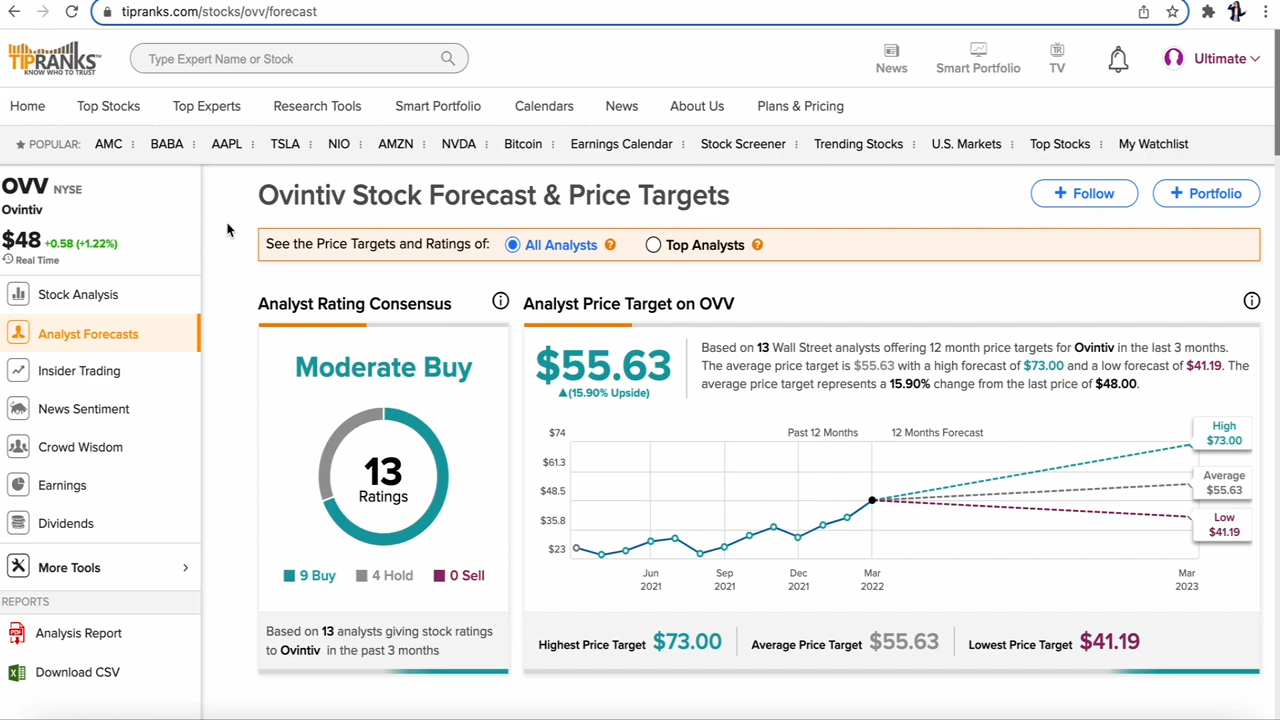 tipranks.com/stocks/ovv/forecast
TIPRANKS
KNOW WHO TO TRUST
Type Expert Name or Stock
News
Smart Portfolio
TR
TV
Ultimate
Home
Top Stocks
Top Experts
Research Tools
Smart Portfolio
Calendars
News
About Us
Plans & Pricing
POPULAR: AMC BABA AAPL TSLA NIO AMZN NVDA Bitcoin Earnings Calendar Stock Screener Trending Stocks U.S. Markets Top Stocks My Watchlist
OVV NYSE
Ovintiv
$48 +0.58 (+1.22%)
Real Time
Stock Analysis
Analyst Forecasts
Insider Trading
News Sentiment
Crowd Wisdom
Earnings
Dividends
More Tools
REPORTS
Analysis Report
Download CSV
Ovintiv Stock Forecast & Price Targets
+ Follow
+ Portfolio
See the Price Targets and Ratings of: All Analysts ? Top Analysts ?
Analyst Rating Consensus
Moderate Buy
13
Ratings
9 Buy 4 Hold 0 Sell
Based on 13 analysts giving stock ratings
to Ovintiv in the past 3 months
Analyst Price Target on OVV
$55.63
▲(15.90% Upside)
Based on 13 Wall Street analysts offering 12 month price targets for Ovintiv in the last 3 months.
The average price target is $55.63 with a high forecast of $73.00 and a low forecast of $41.19. The
average price target represents a 15.90% change from the last price of $48.00.
Past 12 Months
12 Months Forecast
$74
$61.3
$48.5
$35.8
$23
High
$73.00
Average
$55.63
Low
$41.19
Jun
2021
Sep
2021
Dec
2021
Mar
2022
Mar
2023
Highest Price Target $73.00
Average Price Target $55.63
Lowest Price Target $41.19